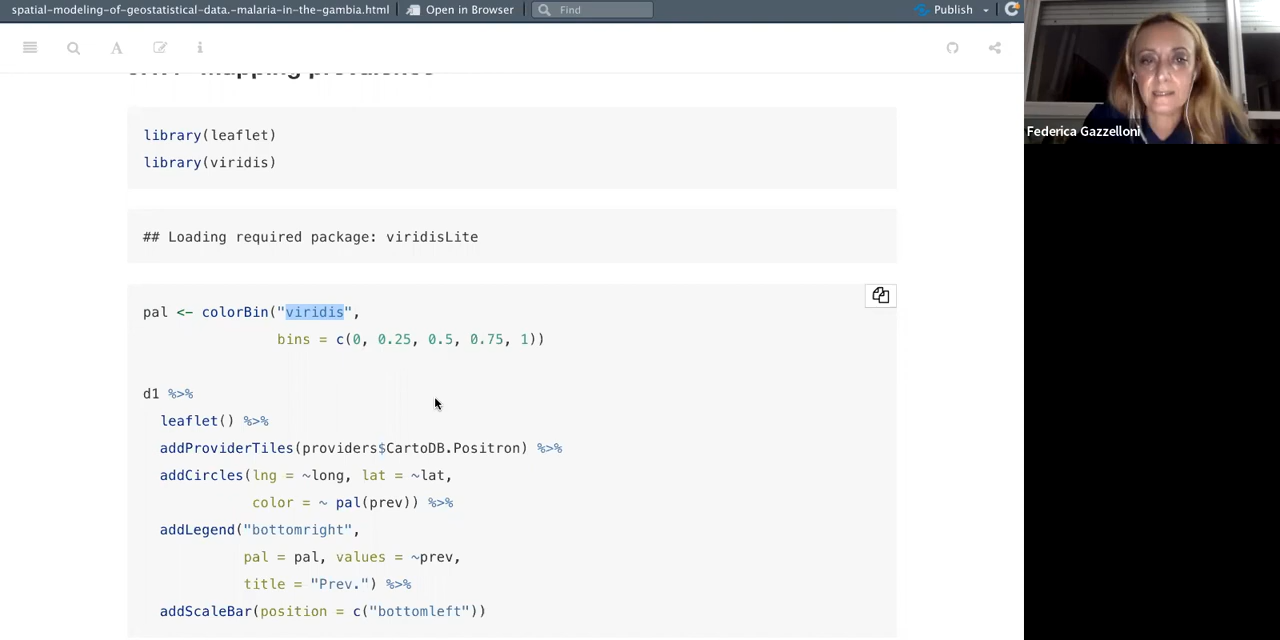 spatial-modeling-of-geostatistical-data.-malaria-in-the-gambia.html
Open in Browser
Find
Publish
Federica Gazzelloni
library(leaflet)
library(viridis)
## Loading required package: viridisLite
pal <- colorBin("viridis",
bins = c(0, 0.25, 0.5, 0.75, 1))
d1 %>%
leaflet() %>%
addProviderTiles(providers$CartoDB.Positron) %>%
addCircles(lng = ~long, lat = ~lat,
color = ~ pal(prev)) %>%
addLegend("bottomright",
pal = pal, values = ~prev,
title = "Prev.") %>%
addScaleBar(position = c("bottomleft"))